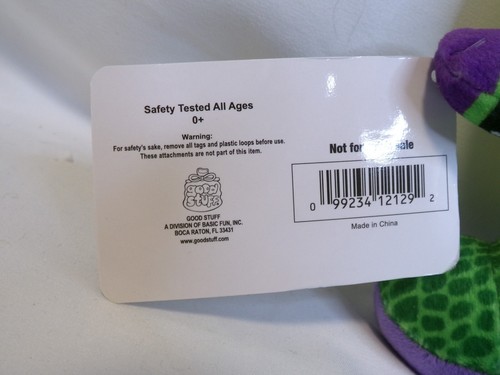 Safety Tested All Ages
0+
Warning:
For safety's sake, remove all tags and plastic loops before use.
These attachments are not part of this item.
GOOD STUFF
GOOD STUFF
A DIVISION OF BASIC FUN, INC.
BOCA RATON, FL 33431
www.goodstuff.com
Not for
0 99234 12129 2
Made in China